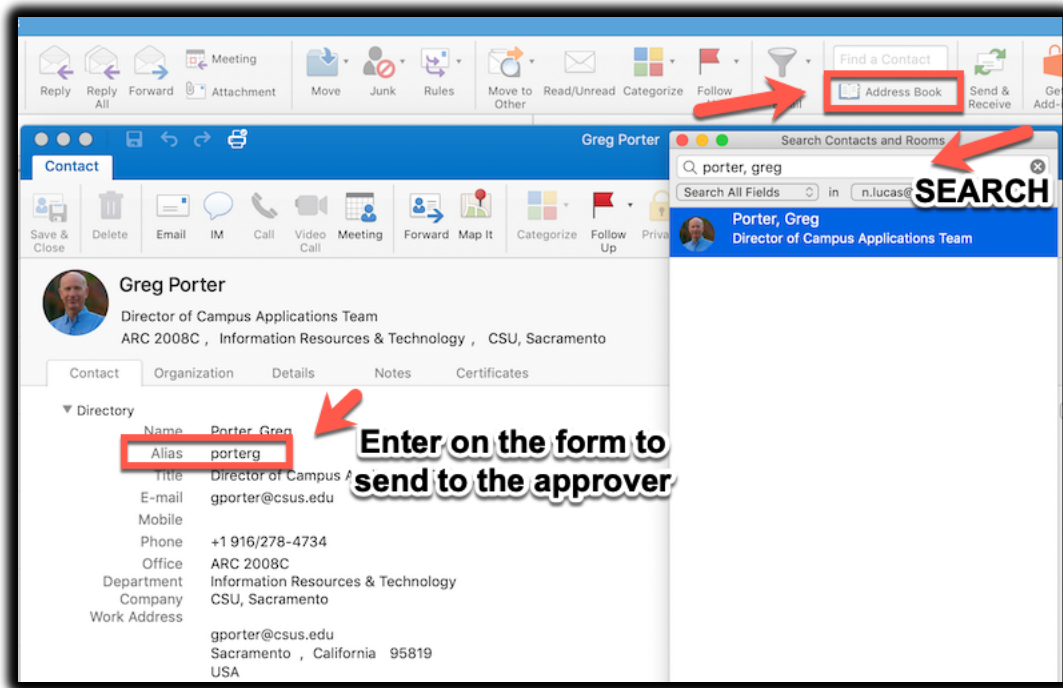 Meeting
Find a Contact
Reply
Reply All
Forward
Attachment
Move
Junk
Rules
Move to Other
Read/Unread
Categorize
Follow
Address Book
Send & Receive
Greg Porter
Search Contacts and Rooms
Contact
porter, greg
Search All Fields
in
n.lucas@
SEARCH
Save & Close
Delete
Email
IM
Call
Video Call
Meeting
Forward
Map It
Categorize
Follow Up
Porter, Greg
Director of Campus Applications Team
Greg Porter
Director of Campus Applications Team
ARC 2008C , Information Resources & Technology , CSU, Sacramento
Contact Organization Details Notes Certificates
Directory
Name Porter, Greg
Alias porterg
Title Director of Campus
Enter on the form to
send to the approver
E-mail gporter@csus.edu
Mobile
Phone +1 916/278-4734
Office ARC 2008C
Department Information Resources & Technology
Company CSU, Sacramento
Work Address
gporter@csus.edu
Sacramento , California 95819
USA